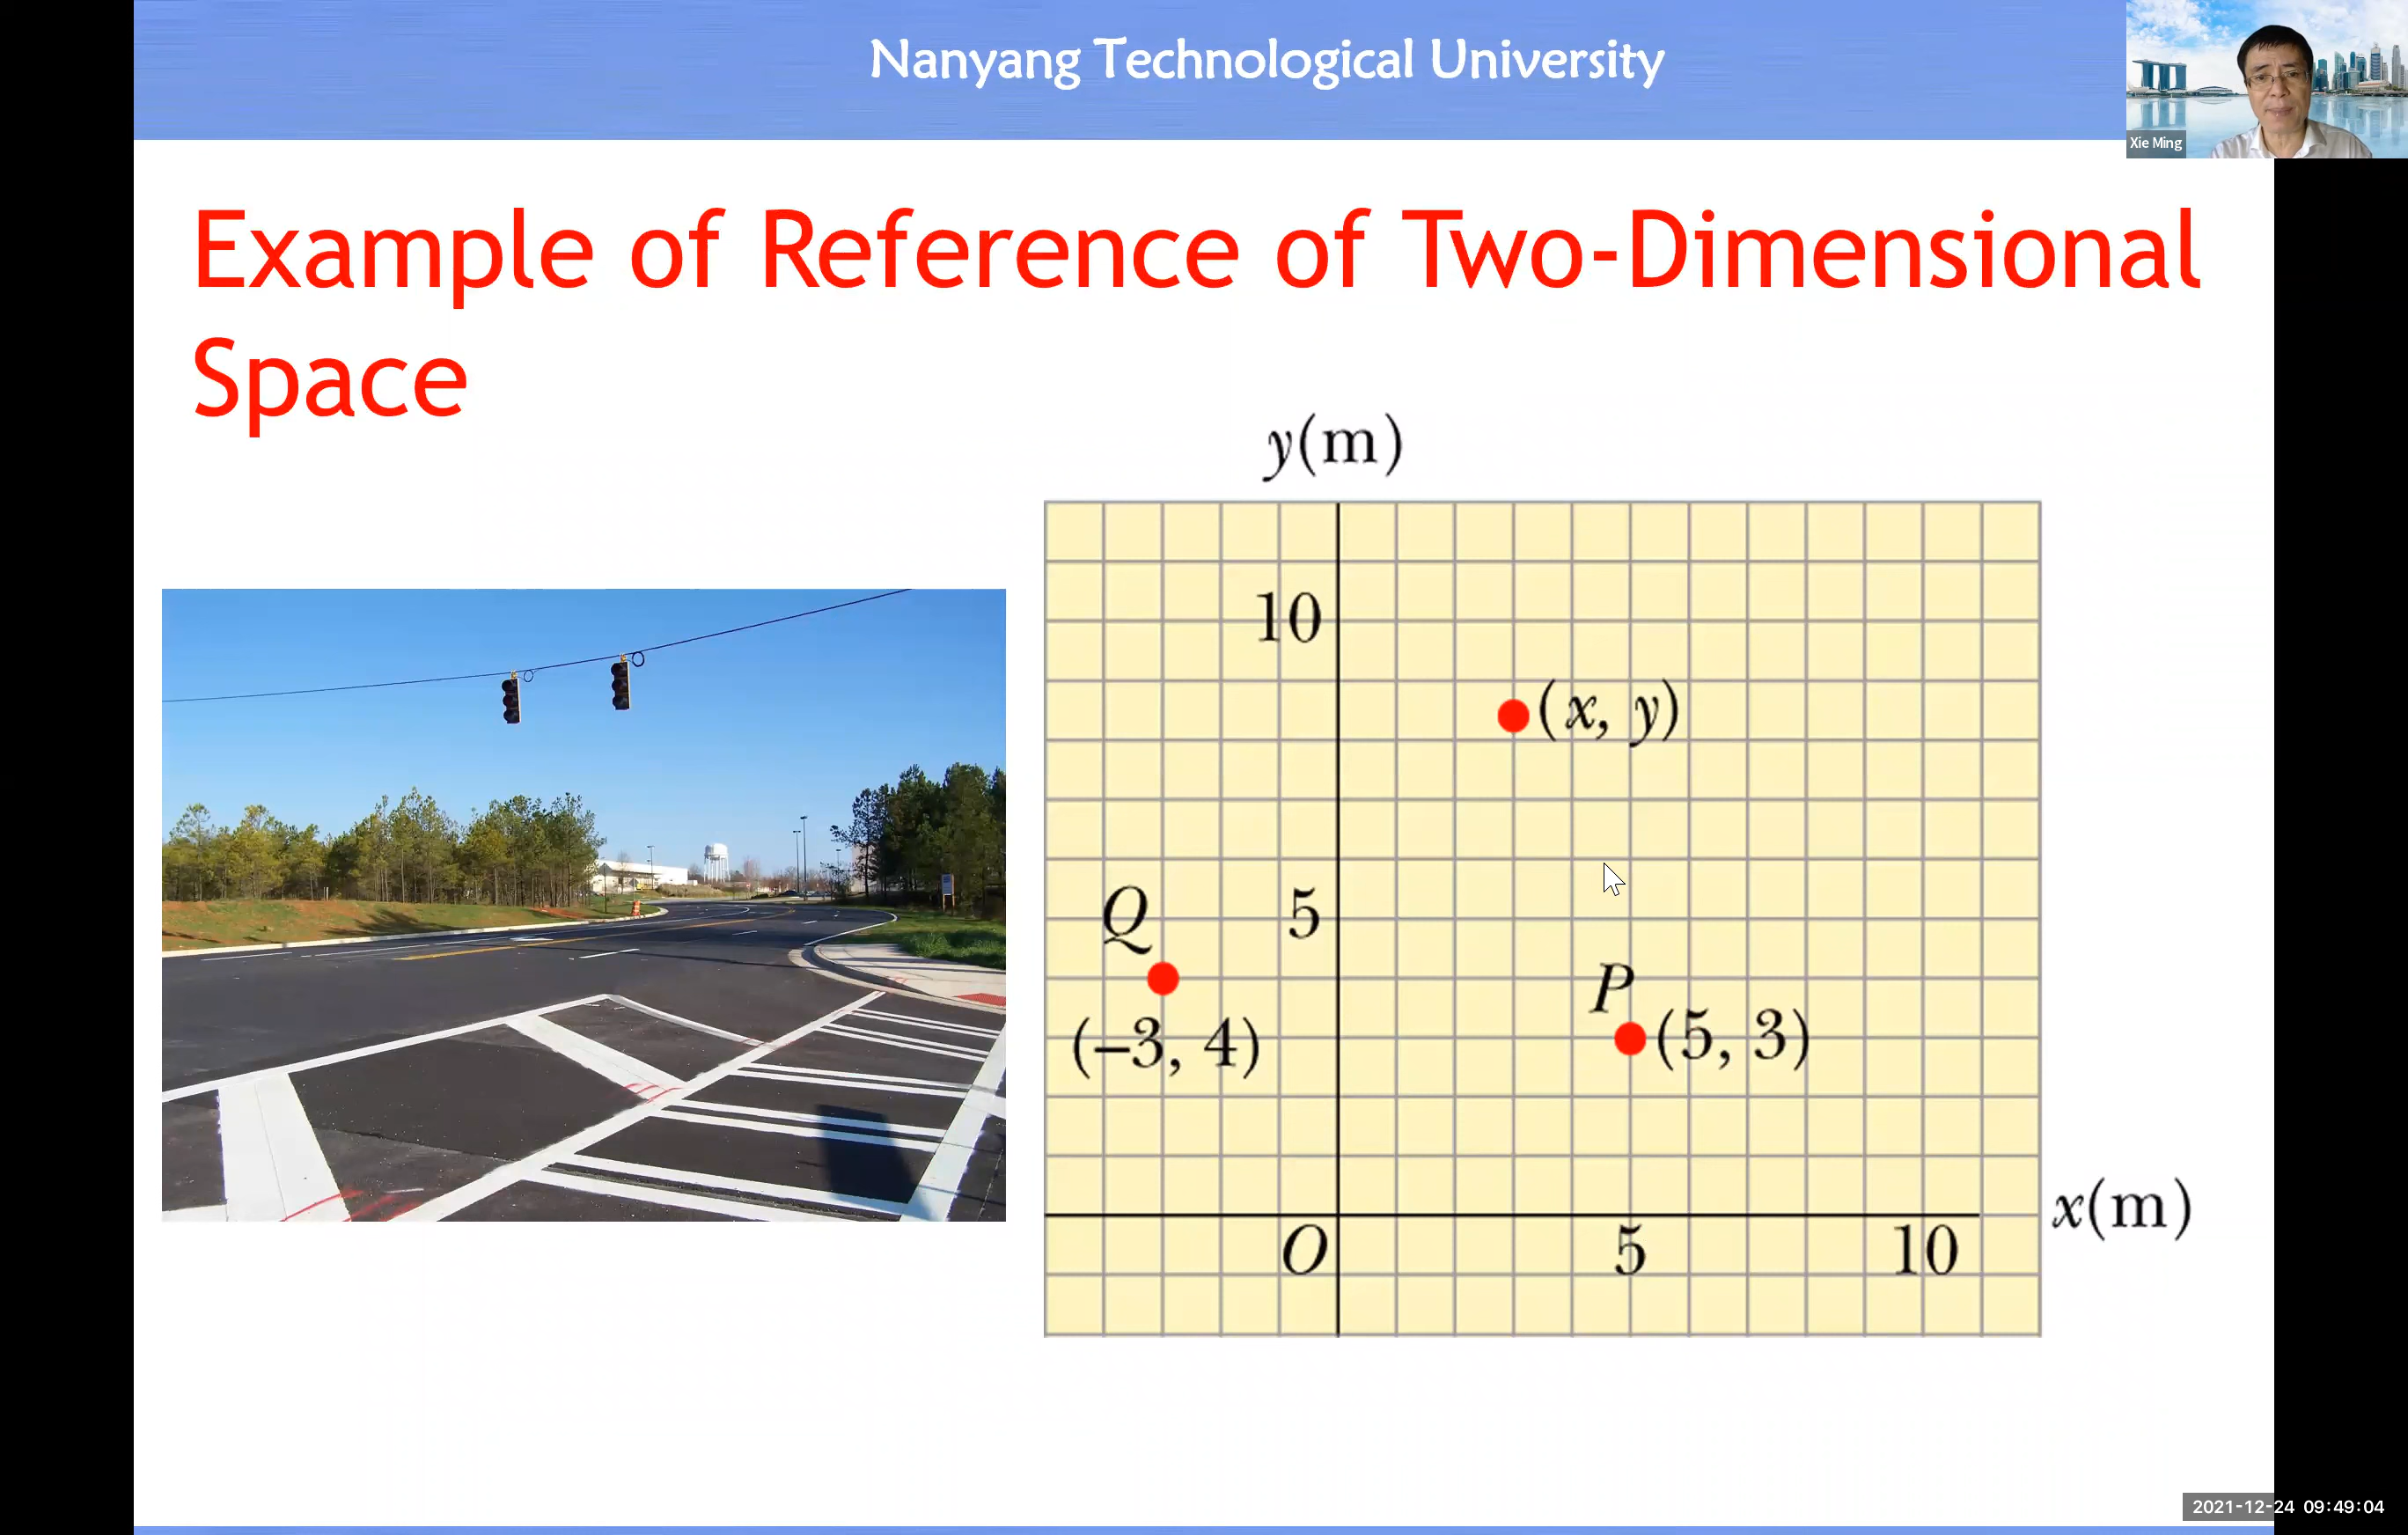 Nanyang Technological University
Xie Ming
Example of Reference of Two-Dimensional
Space
y(m)
10
(x, y)
Q
5
P
(–3, 4)
(5, 3)
x(m)
O
5
10
2021-12-24 09:49:04